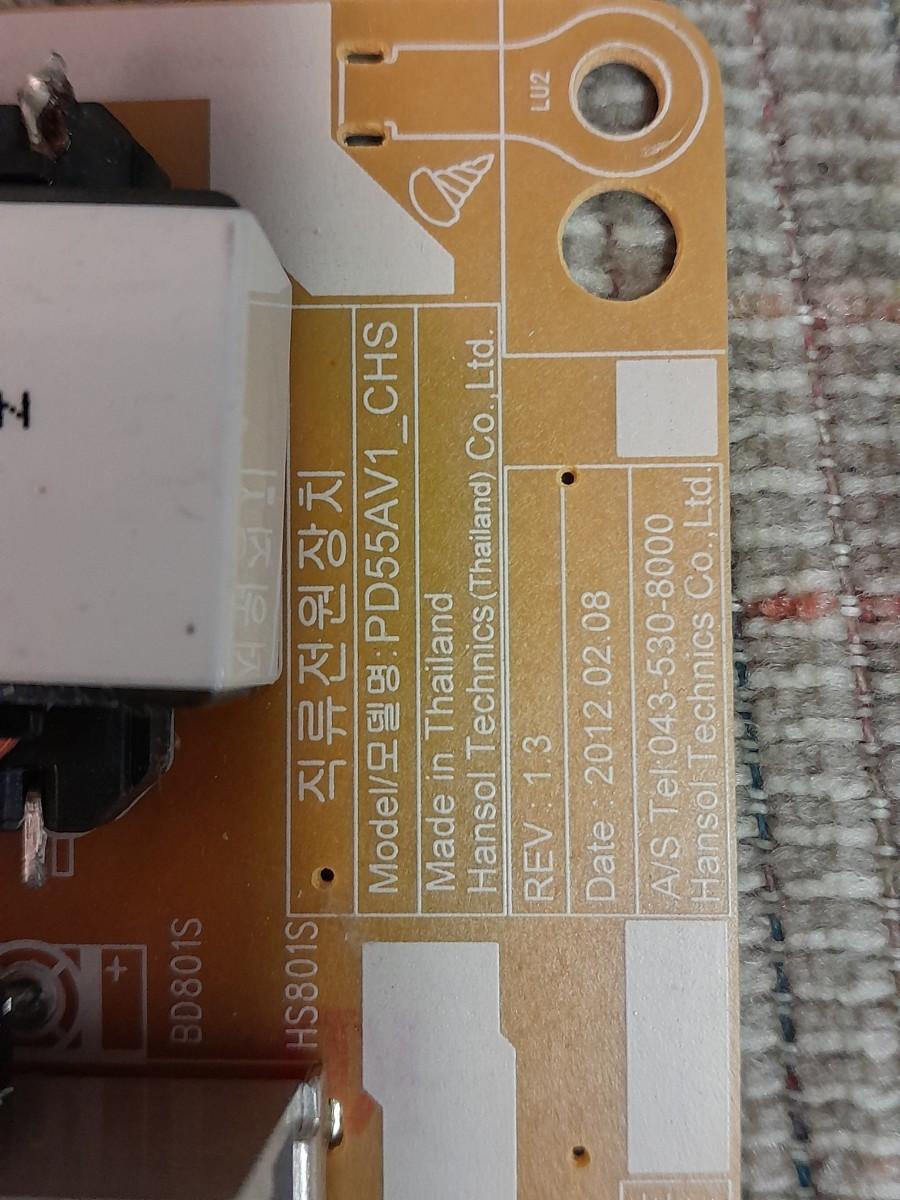 LU2
직류전원장치
Model/모델명:PD55AV1_CHS
Made in Thailand
Hansol Technics(Thailand) Co.,Ltd.
REV : 1.3
Date : 2012.02.08
A/S Tel:043-530-8000
Hansol Technics Co.,Ltd.
BD801S
HS801S
+